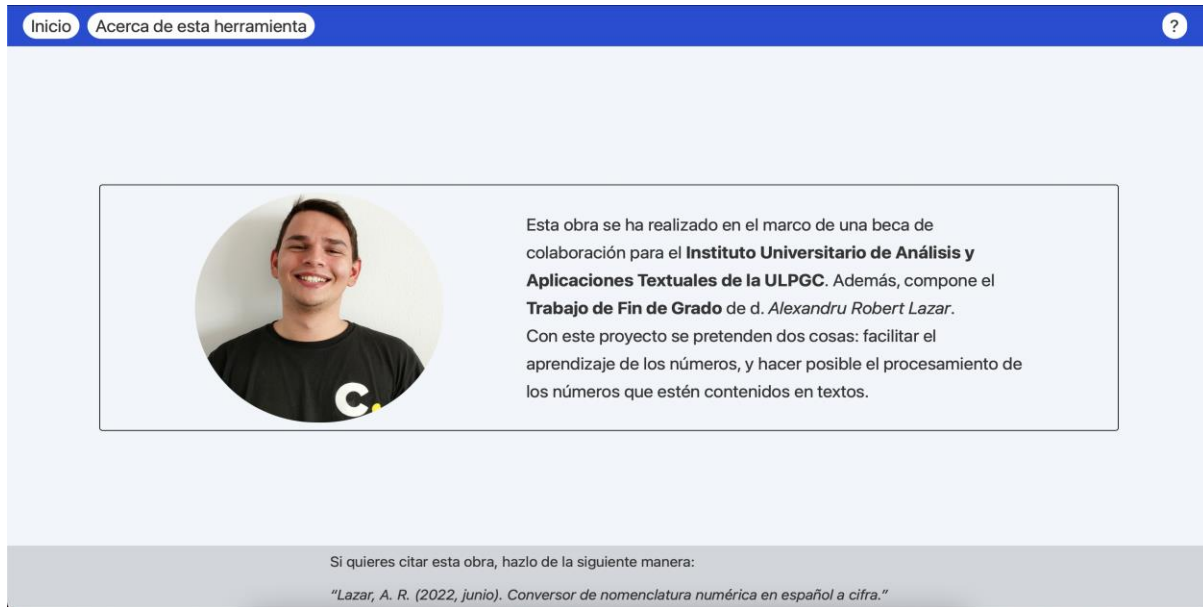 Inicio
Acerca de esta herramienta
?
Esta obra se ha realizado en el marco de una beca de
colaboración para el Instituto Universitario de Análisis y
Aplicaciones Textuales de la ULPGC. Además, compone el
Trabajo de Fin de Grado de d. Alexandru Robert Lazar.
Con este proyecto se pretenden dos cosas: facilitar el
aprendizaje de los números, y hacer posible el procesamiento de
los números que estén contenidos en textos.
C.
Si quieres citar esta obra, hazlo de la siguiente manera:
“Lazar, A. R. (2022, junio). Conversor de nomenclatura numérica en español a cifra.”